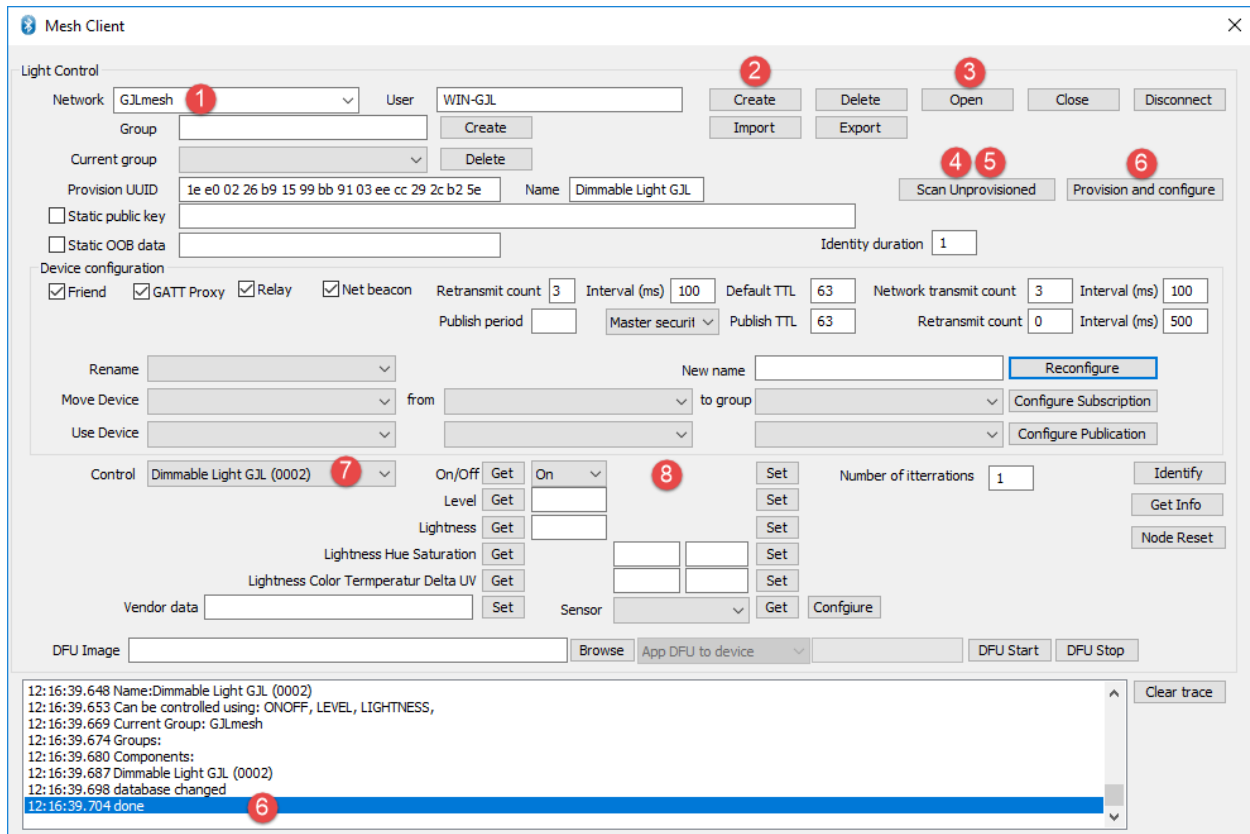 Mesh Client
Light Control
Network GJLmesh 1 User WIN-GJL 2 Create Delete 3 Open Close Disconnect
Group Create Import Export
Current group Delete 4 5 6
Provision UUID 1e e0 02 26 b9 15 99 bb 91 03 ee cc 29 2c b2 5e Name Dimmable Light GJL Scan Unprovisioned Provision and configure
Static public key
Static OOB data Identity duration 1
Device configuration
Friend GATT Proxy Relay Net beacon Retransmit count 3 Interval (ms) 100 Default TTL 63 Network transmit count 3 Interval (ms) 100
Publish period Master securit Publish TTL 63 Retransmit count 0 Interval (ms) 500
Rename New name Reconfigure
Move Device from to group Configure Subscription
Use Device Configure Publication
Control Dimmable Light GJL (0002) 7 On/Off Get On 8 Set Number of itterrations 1 Identify
Level Get Set Get Info
Lightness Get Set Node Reset
Lightness Hue Saturation Get Set
Lightness Color Termperatur Delta UV Get Set
Vendor data Set Sensor Get Confgiure
DFU Image Browse App DFU to device DFU Start DFU Stop
12:16:39.648 Name:Dimmable Light GJL (0002) Clear trace
12:16:39.653 Can be controlled using: ONOFF, LEVEL, LIGHTNESS,
12:16:39.669 Current Group: GJLmesh
12:16:39.674 Groups:
12:16:39.680 Components:
12:16:39.687 Dimmable Light GJL (0002)
12:16:39.698 database changed
12:16:39.704 done 6